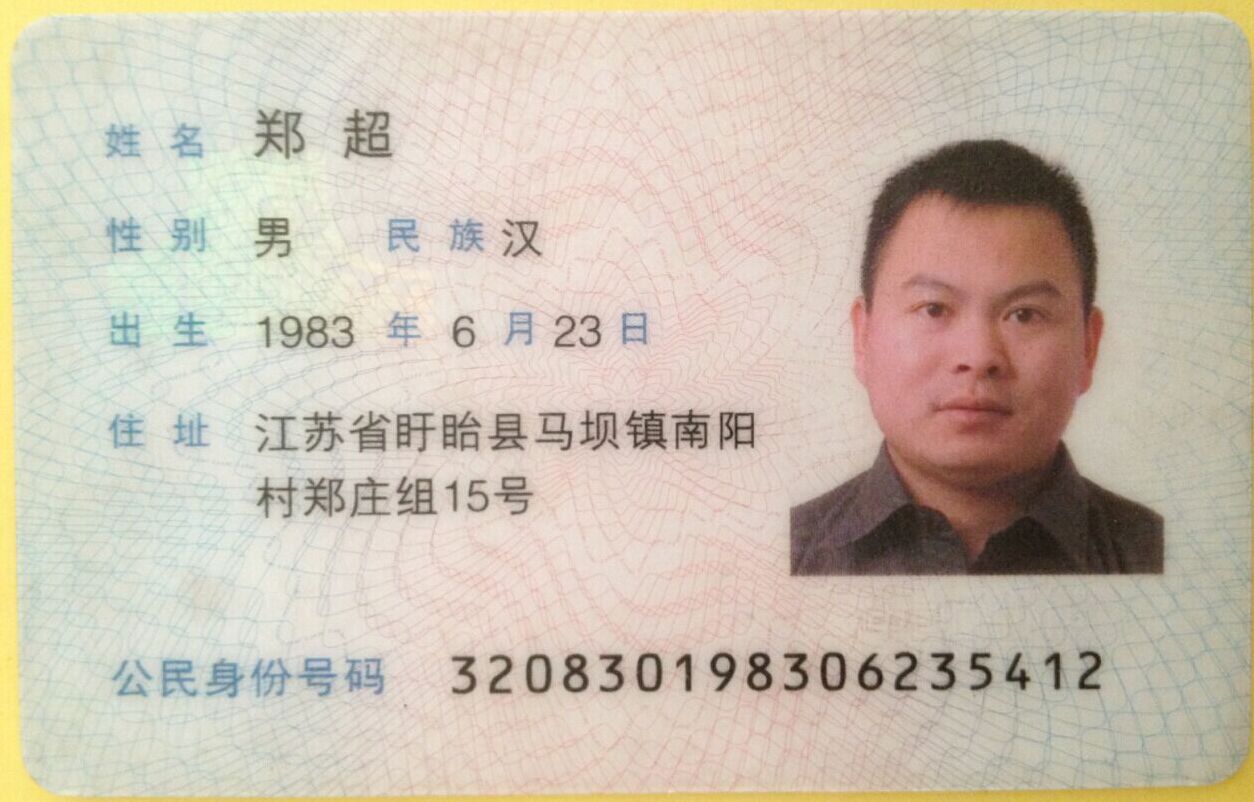 姓名 郑超
性别 男 民族 汉
出生 1983 年 6 月 23 日
住址 江苏省盱眙县马坝镇南阳
村郑庄组15号
公民身份号码 320830198306235412